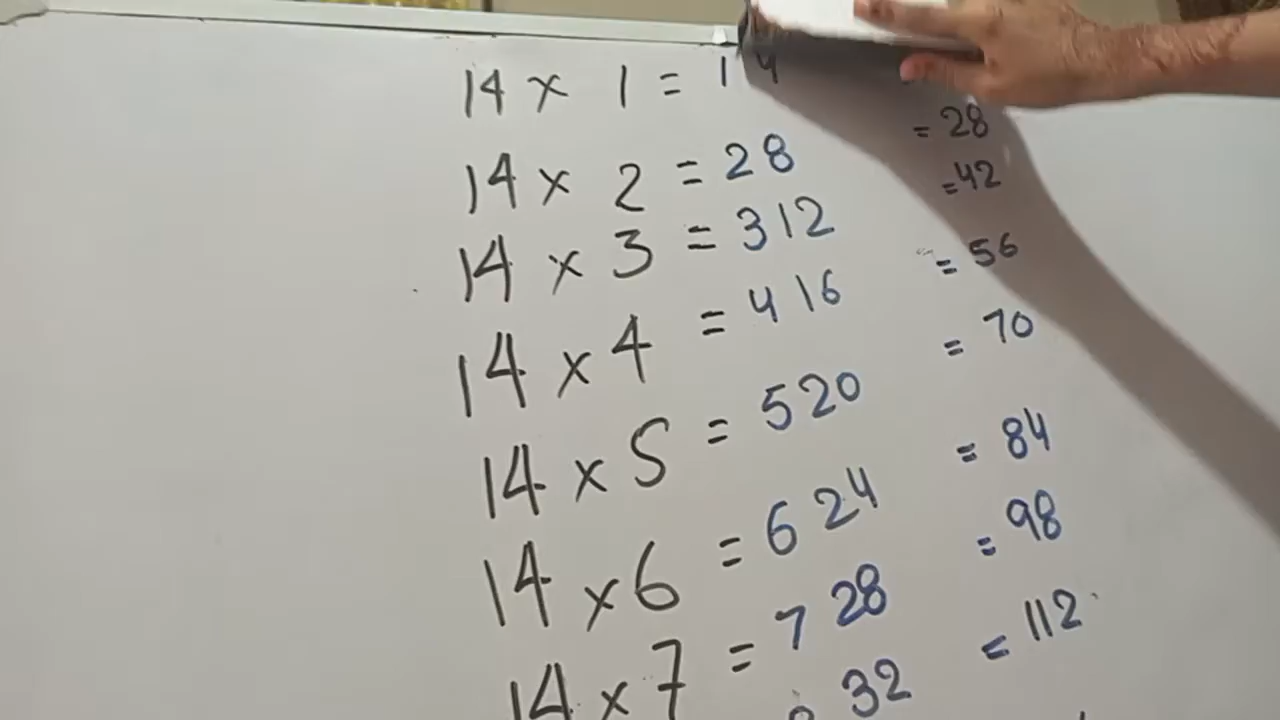 14 × 1 = 14
14 × 2 = 28 = 28
14 × 3 = 312 = 42
14 × 4 = 416 = 56
14 × 5 = 520 = 70
14 × 6 = 624 = 84
14 × 7 = 728 = 98
32 = 112